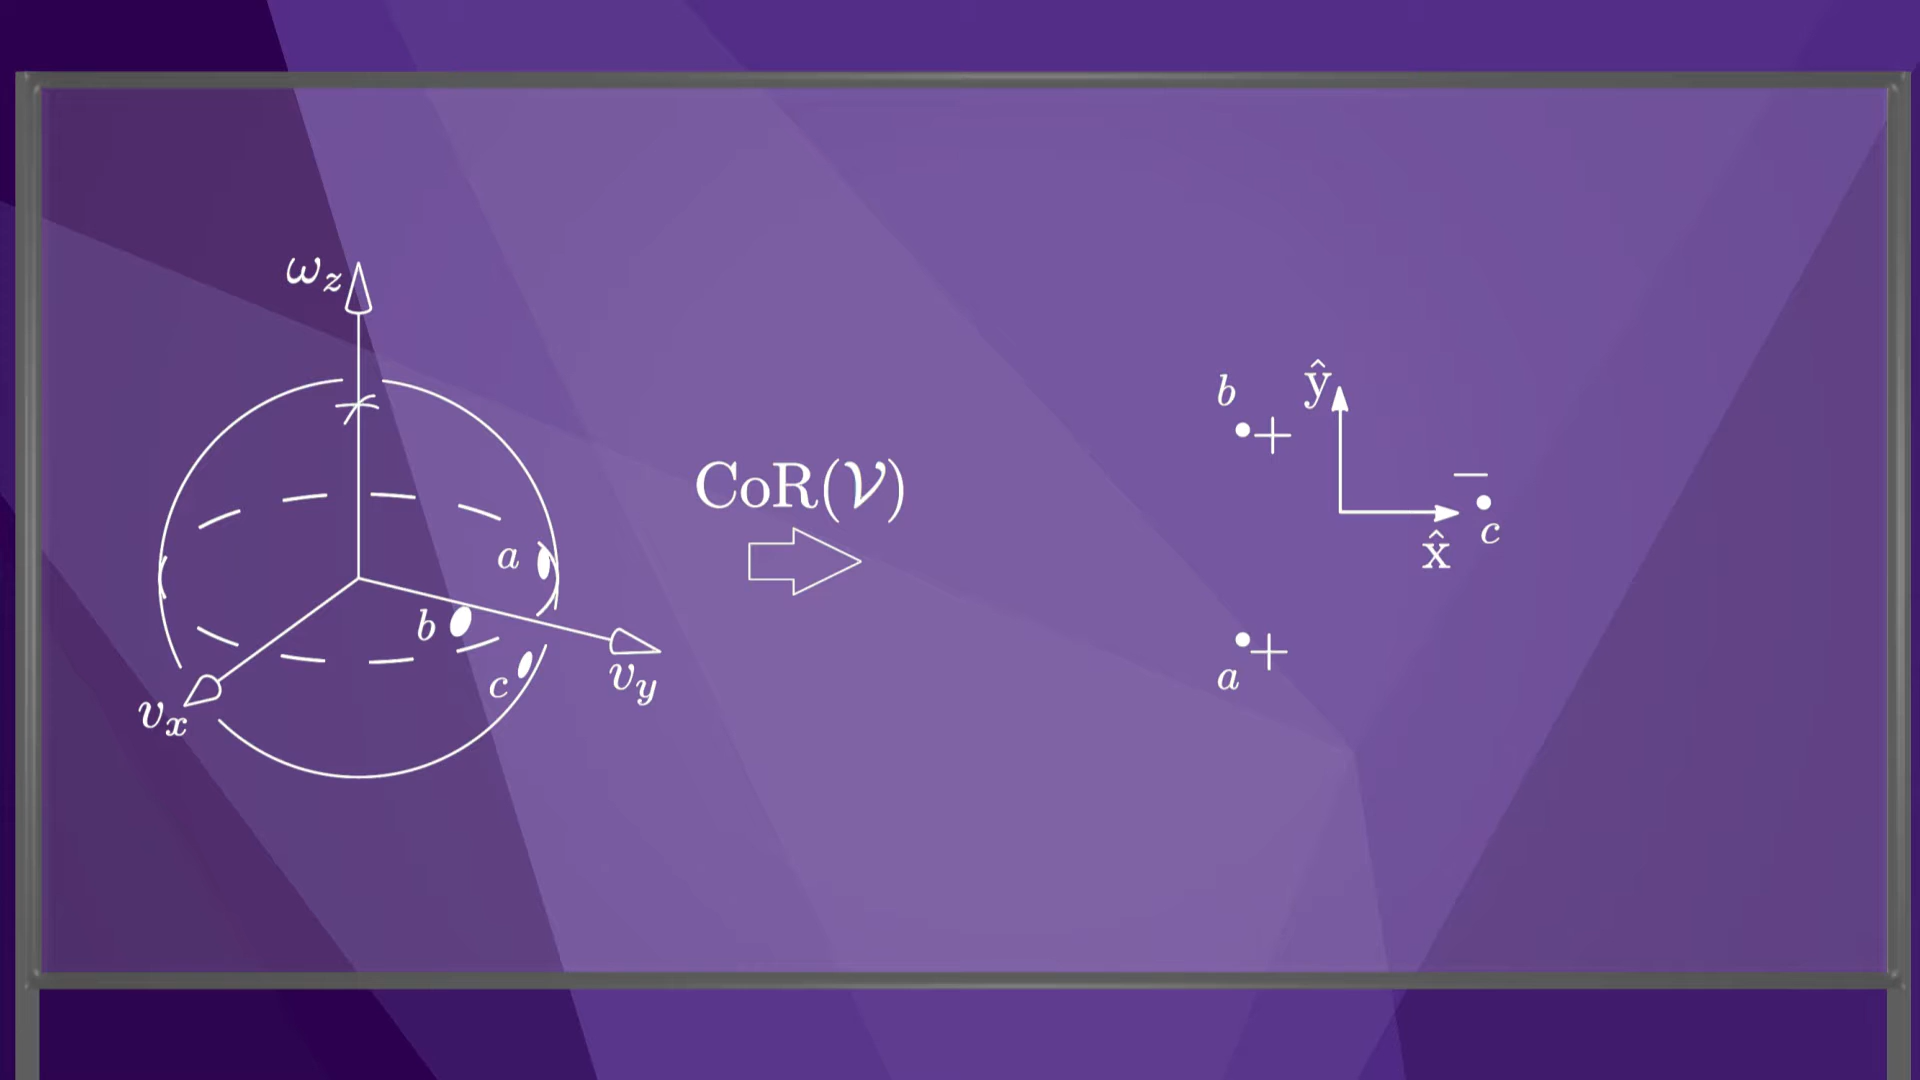 ω_z
a
b
c
v_x
v_y
CoR(𝒱)
b
+
ŷ
−
c
x̂
+
a